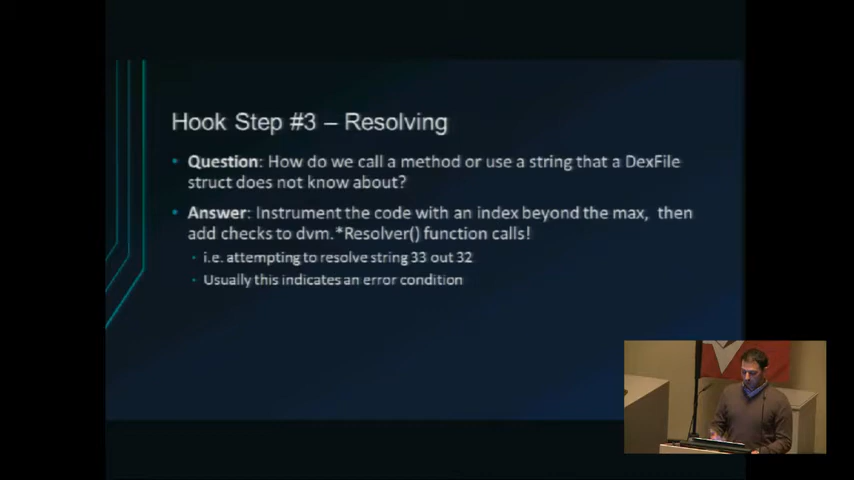 Hook Step #3 – Resolving
• Question: How do we call a method or use a string that a DexFile
struct does not know about?
• Answer: Instrument the code with an index beyond the max, then
add checks to dvm.*Resolver() function calls!
• i.e. attempting to resolve string 33 out 32
• Usually this indicates an error condition